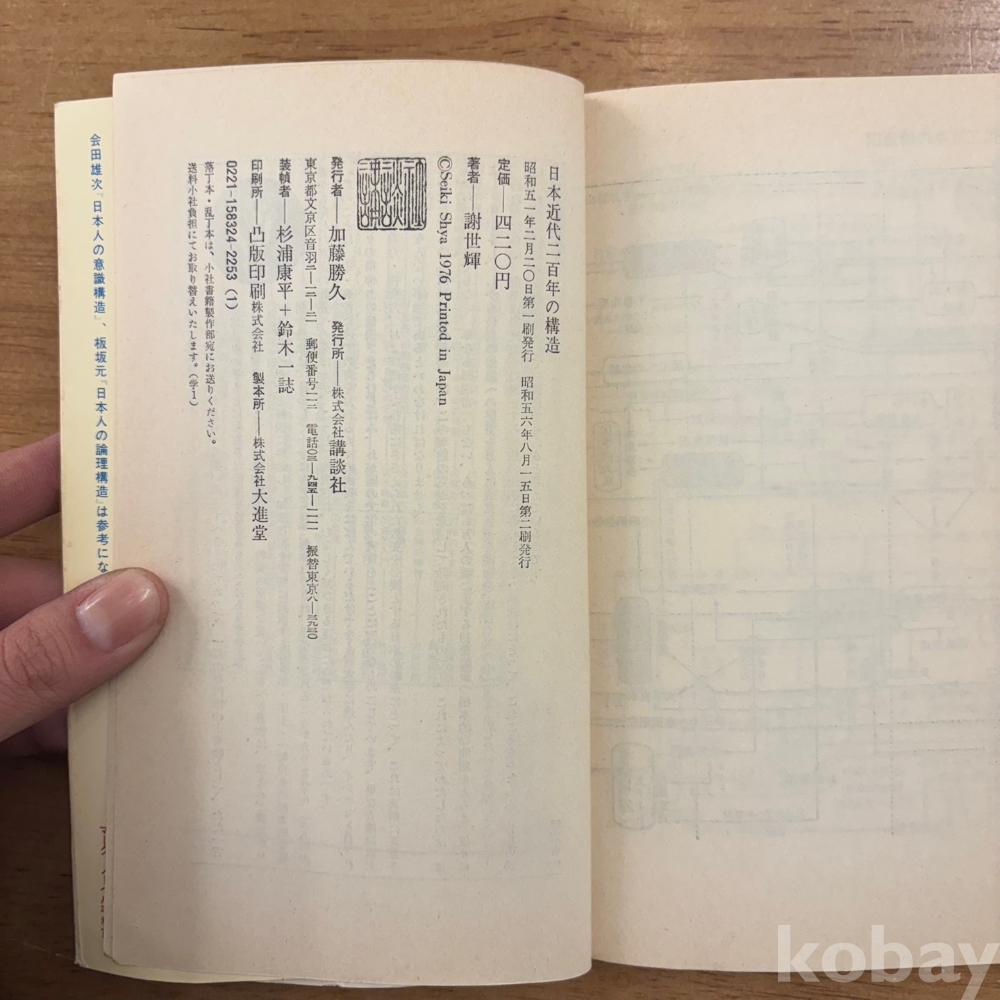 日本近代二百年の構造
昭和五一年二月二〇日第一刷発行　昭和五六年八月一五日第二刷発行
定価――四二〇円
著者――謝世輝
©Seiki Shya 1976 Printed in Japan
発行者――加藤勝久　発行所――株式会社講談社
東京都文京区音羽二―一二―二一　郵便番号一一二　電話〇三―九四五―一一一一　振替東京八―三九三〇
装幀者――杉浦康平＋鈴木一誌
印刷所――凸版印刷株式会社　製本所――株式会社大進堂
0221-158324-2253 (1)
落丁本・乱丁本は、小社書籍製作部宛にお送りください。
送料小社負担にてお取り替えいたします。（学１）
会田雄次『日本人の意識構造』、板坂元『日本人の論理構造』は参考にな
kobay